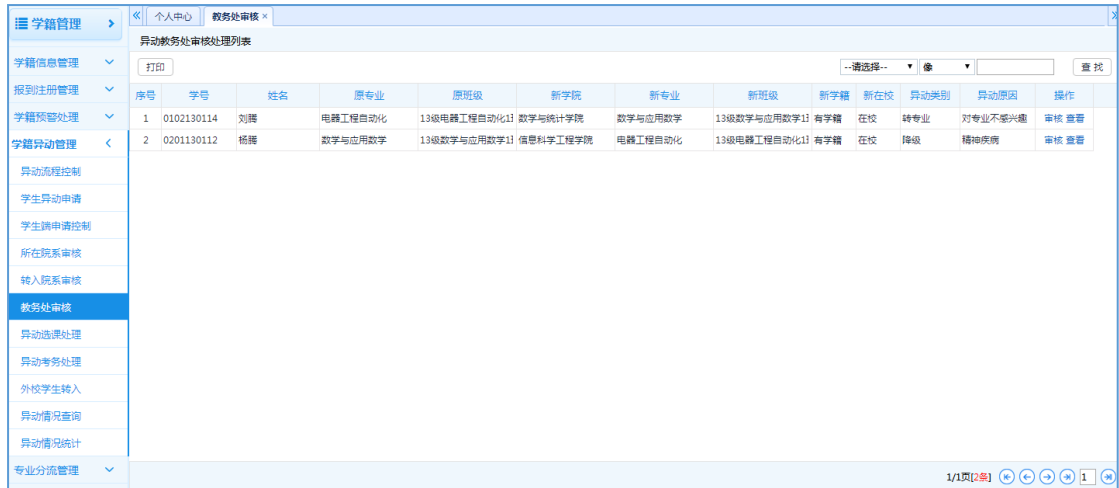 学籍管理
个人中心 教务处审核 ×
异动教务处审核处理列表
打印 --请选择-- 像 查 找
序号 学号 姓名 原专业 原班级 新学院 新专业 新班级 新学籍 新在校 异动类别 异动原因 操作
1 0102130114 刘腾 电器工程自动化 13级电器工程自动化1 数学与统计学院 数学与应用数学 13级数学与应用数学1 有学籍 在校 转专业 对专业不感兴趣 审核 查看
2 0201130112 杨腾 数学与应用数学 13级数学与应用数学1 信息科学工程学院 电器工程自动化 13级电器工程自动化1 有学籍 在校 降级 精神疾病 审核 查看
学籍信息管理
报到注册管理
学籍预警处理
学籍异动管理
异动流程控制
学生异动申请
学生端申请控制
所在院系审核
转入院系审核
教务处审核
异动选课处理
异动考务处理
外校学生转入
异动情况查询
异动情况统计
专业分流管理
1/1页[2条] 1